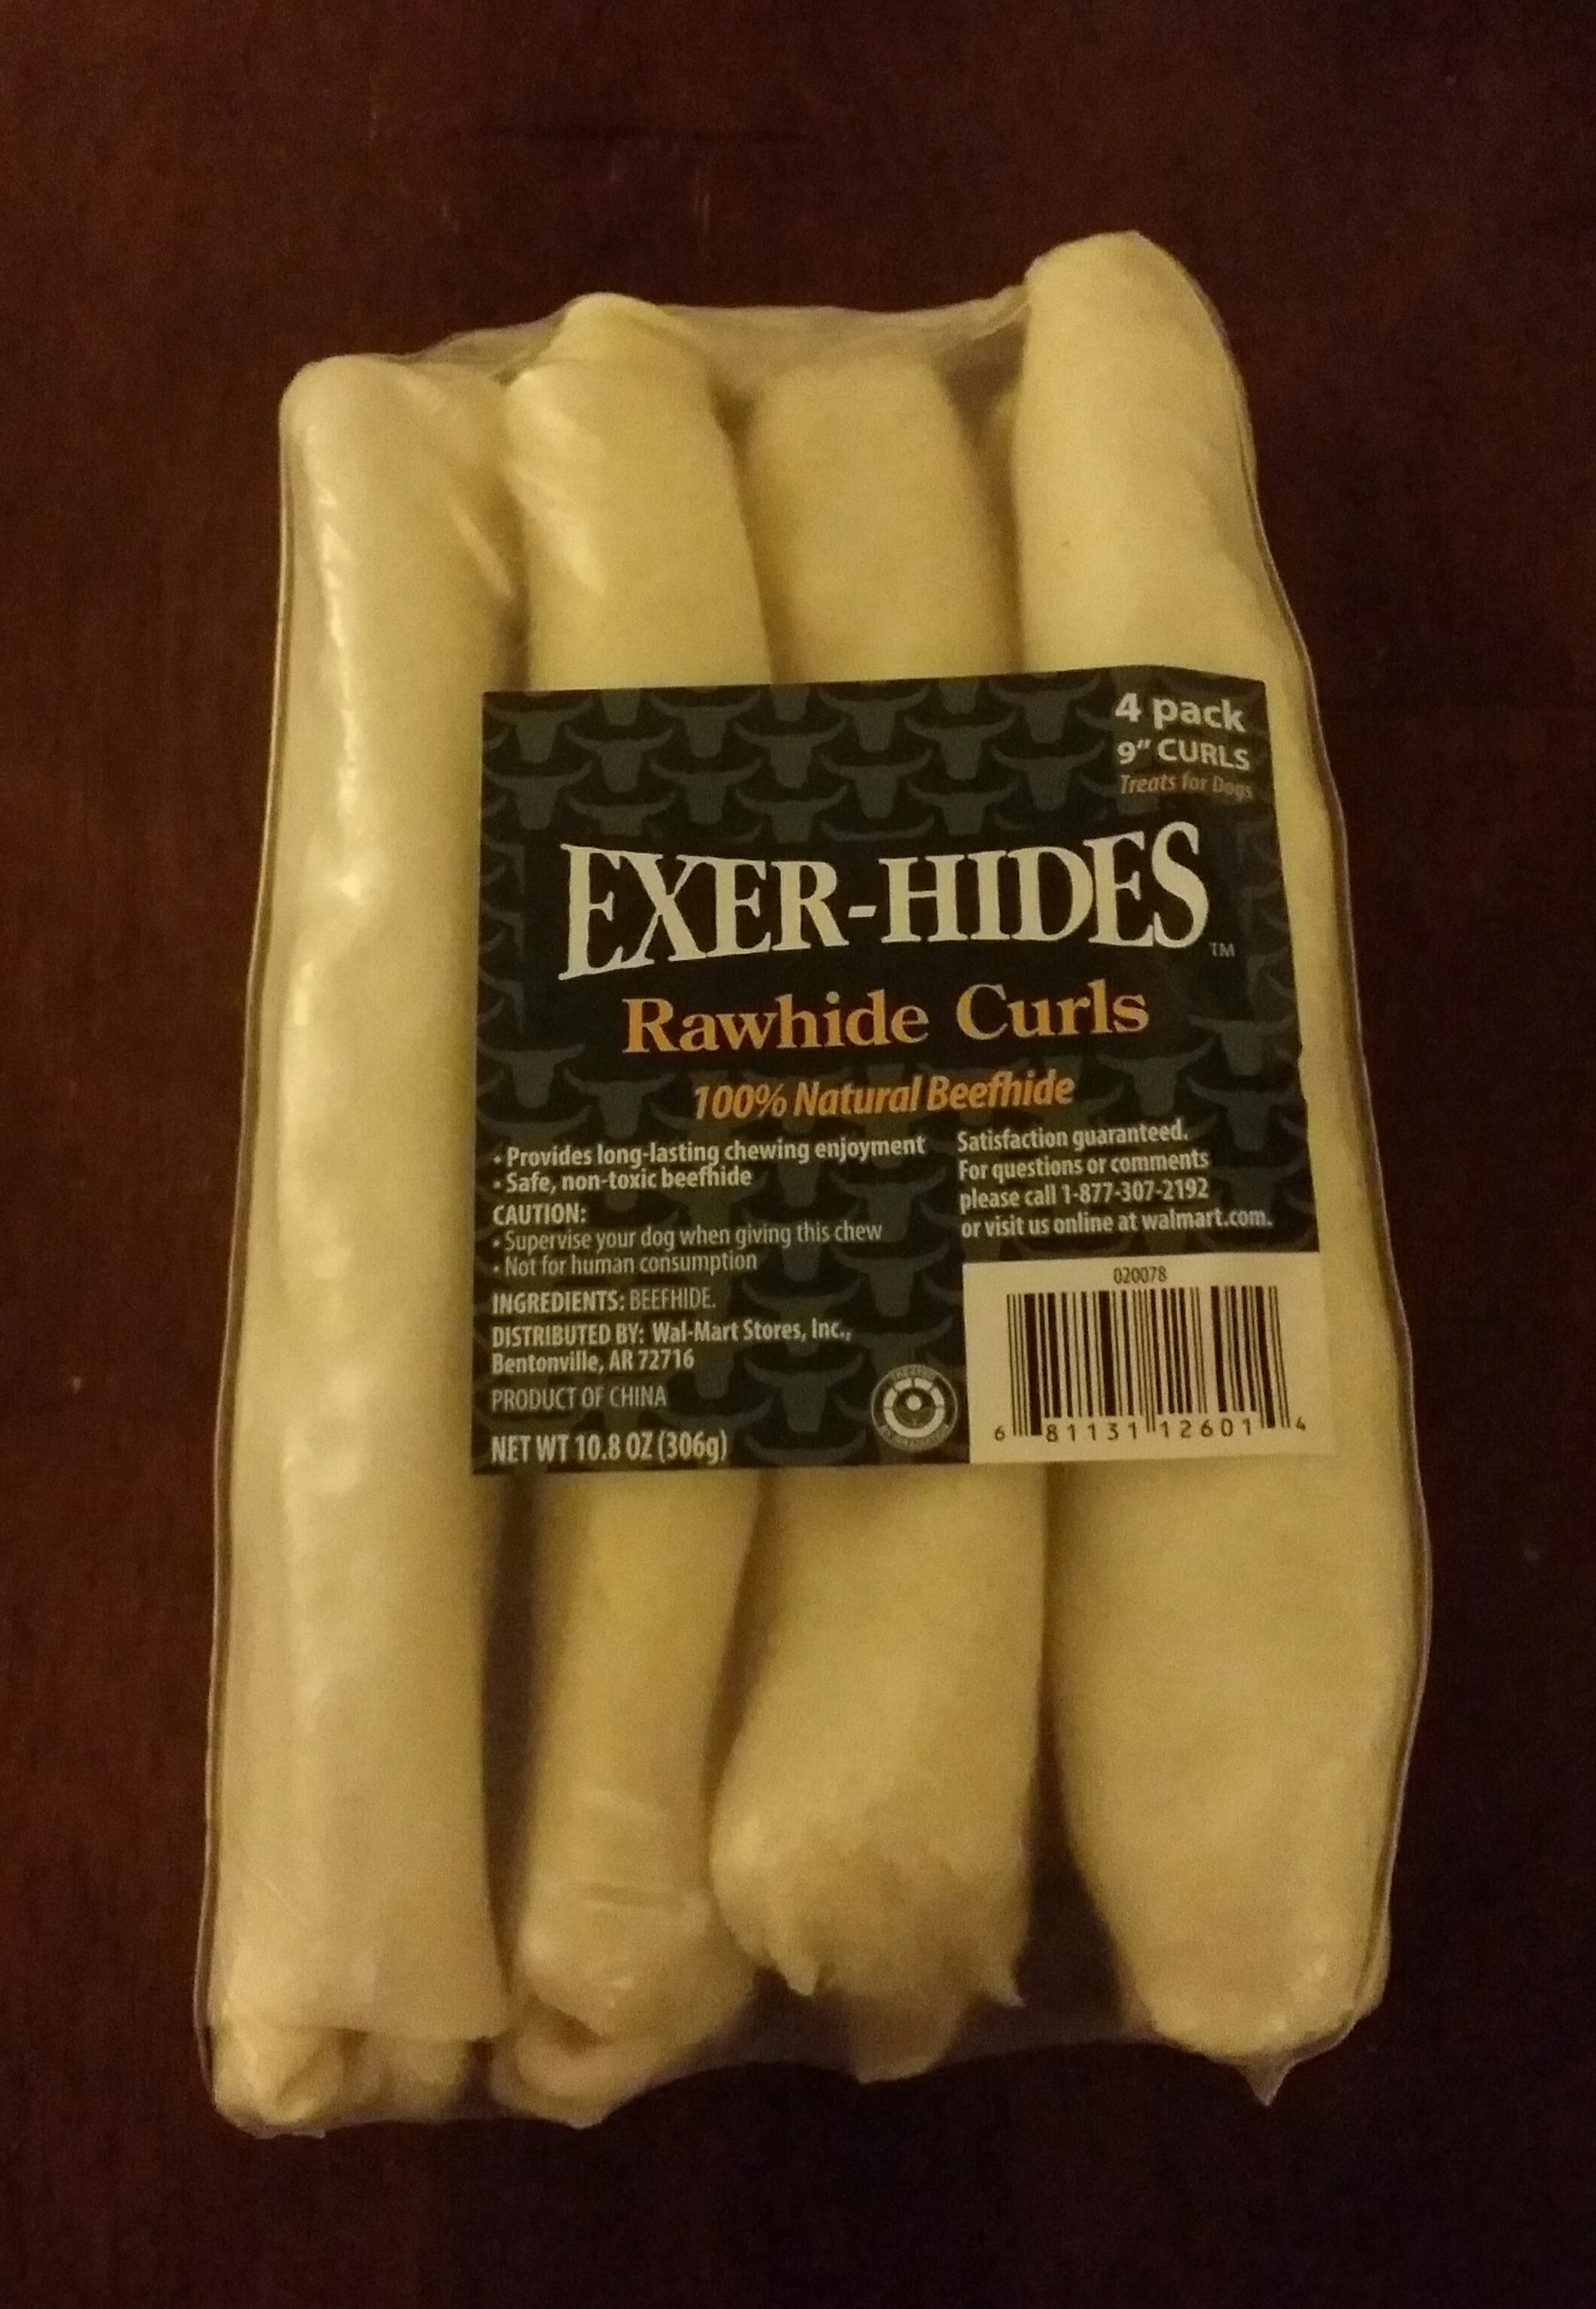 4 pack
9" CURLS
Treats for Dogs
EXER-HIDES
TM
Rawhide Curls
100% Natural Beefhide
• Provides long-lasting chewing enjoyment
• Safe, non-toxic beefhide
CAUTION:
• Supervise your dog when giving this chew
• Not for human consumption
INGREDIENTS: BEEFHIDE.
DISTRIBUTED BY: Wal-Mart Stores, Inc.,
Bentonville, AR 72716
PRODUCT OF CHINA
NET WT 10.8 OZ (306g)
Satisfaction guaranteed.
For questions or comments
please call 1-877-307-2192
or visit us online at walmart.com.
TREATED
BY IRRADIATION
020078
6 81131 12601 4